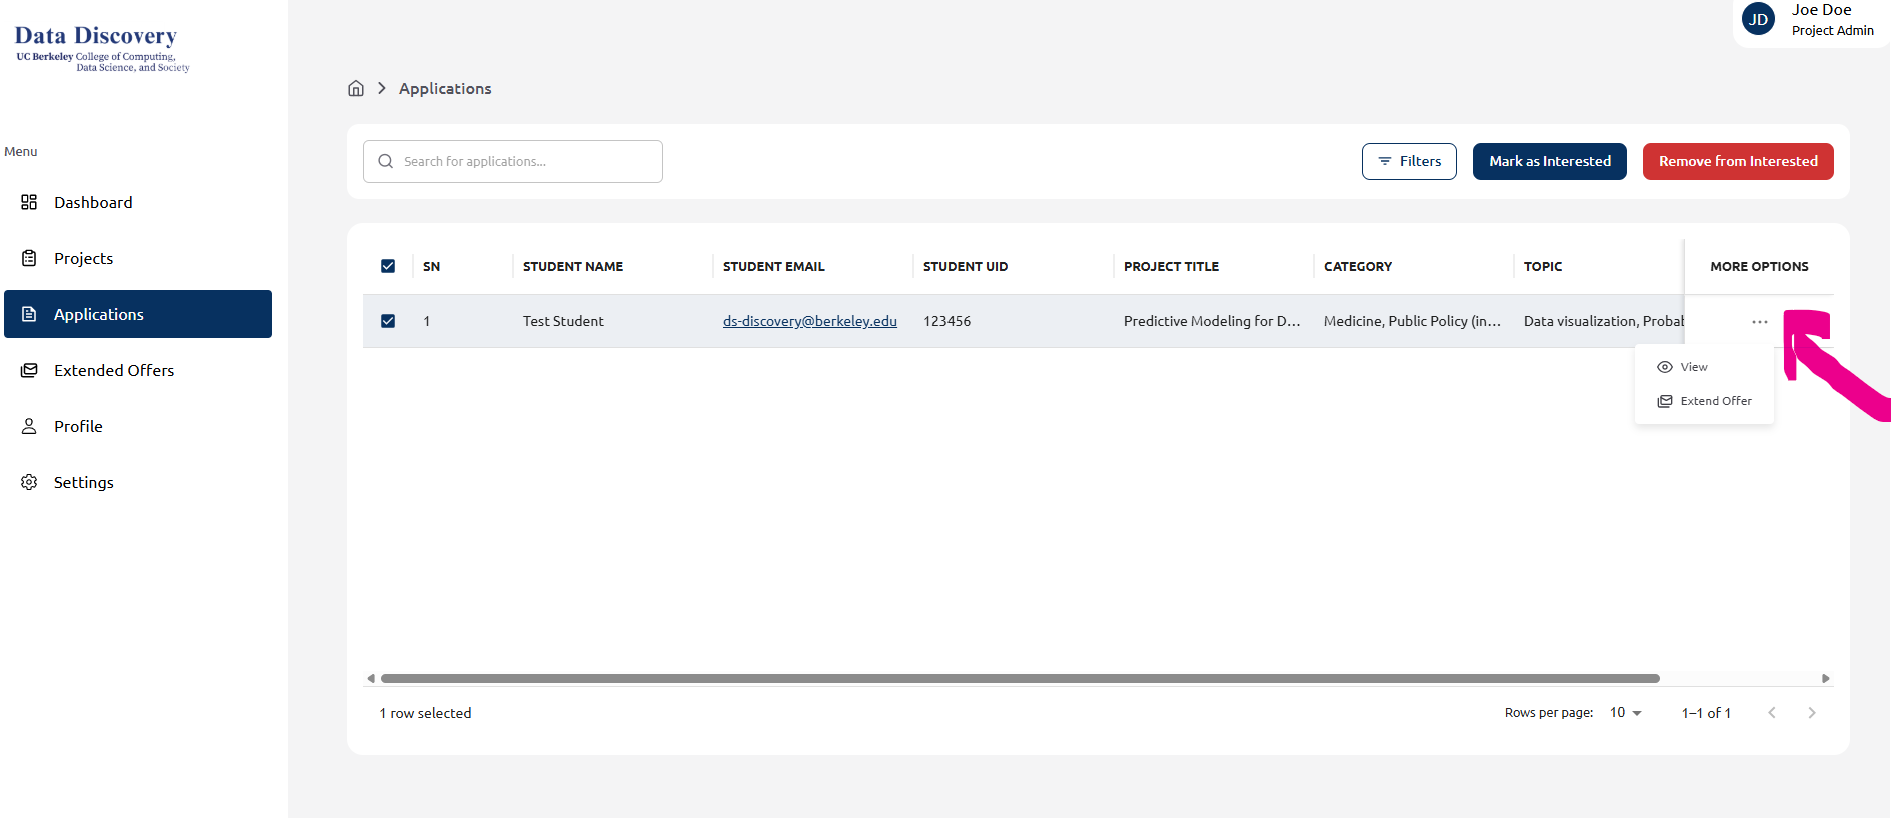 Data Discovery
UC Berkeley College of Computing,
Data Science, and Society
JD
Joe Doe
Project Admin
Applications
Menu
Dashboard
Projects
Applications
Extended Offers
Profile
Settings
Search for applications...
Filters
Mark as Interested
Remove from Interested
SN STUDENT NAME STUDENT EMAIL STUDENT UID PROJECT TITLE CATEGORY TOPIC MORE OPTIONS
1 Test Student ds-discovery@berkeley.edu 123456 Predictive Modeling for D... Medicine, Public Policy (in... Data visualization, Probab ...
View
Extend Offer
1 row selected
Rows per page: 10 1–1 of 1